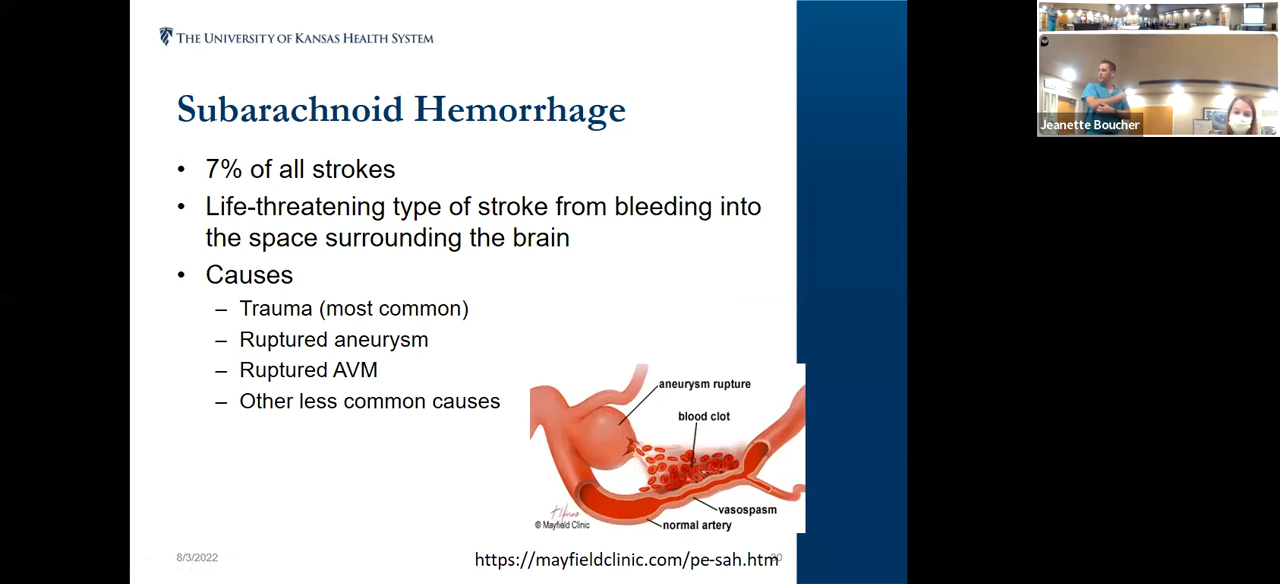 THE UNIVERSITY OF KANSAS HEALTH SYSTEM
Jeanette Boucher
Subarachnoid Hemorrhage
• 7% of all strokes
• Life-threatening type of stroke from bleeding into
the space surrounding the brain
• Causes
– Trauma (most common)
– Ruptured aneurysm
– Ruptured AVM
– Other less common causes
aneurysm rupture
blood clot
vasospasm
normal artery
© Mayfield Clinic
8/3/2022
https://mayfieldclinic.com/pe-sah.htm